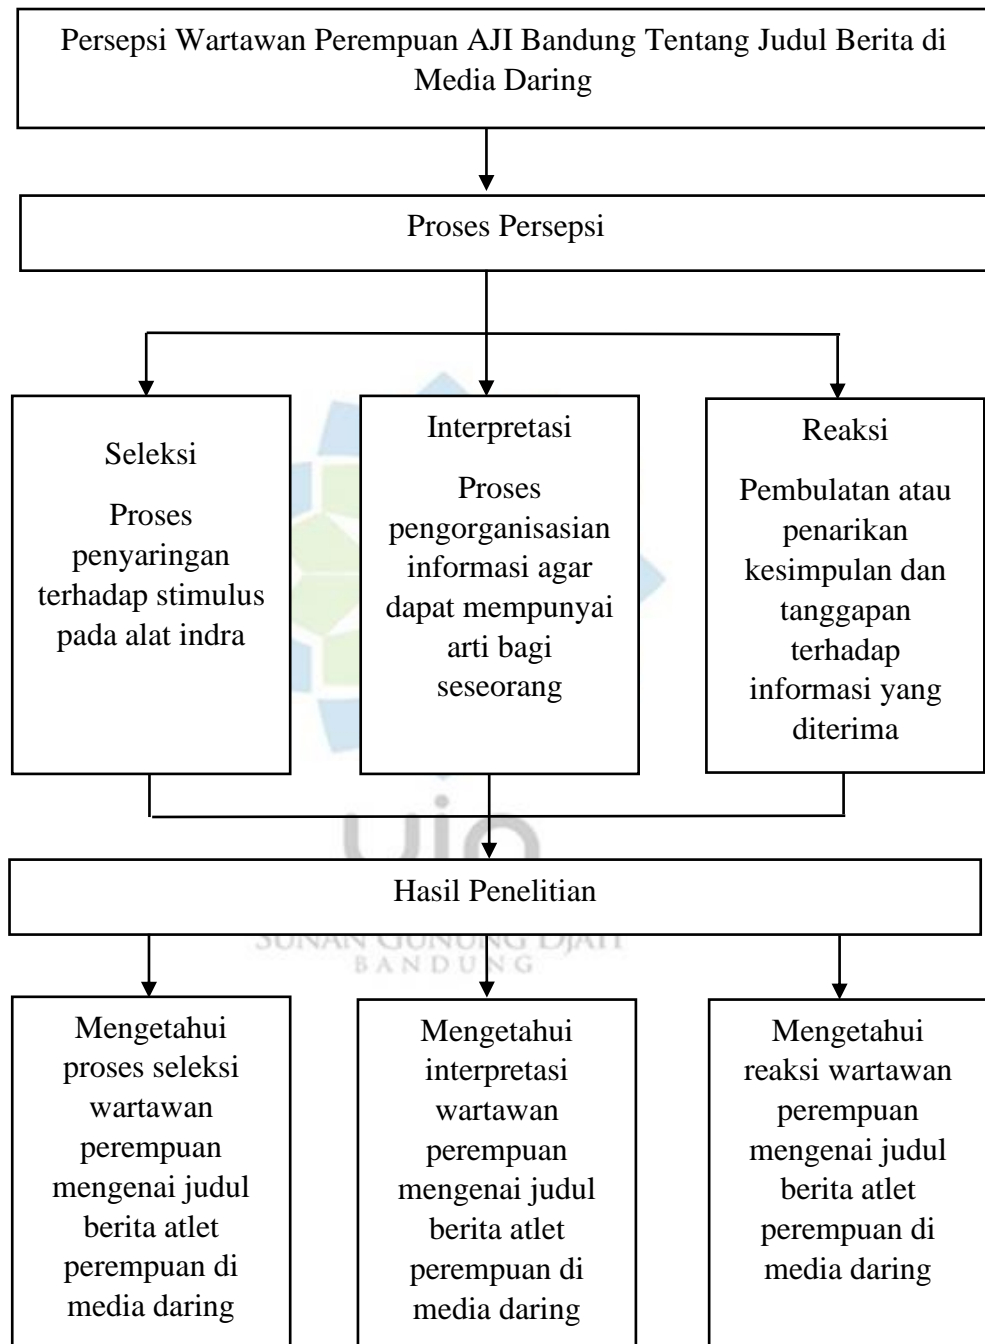 Persepsi Wartawan Perempuan AJI Bandung Tentang Judul Berita di
Media Daring
Proses Persepsi
Seleksi
Proses
penyaringan
terhadap stimulus
pada alat indra
Interpretasi
Proses
pengorganisasian
informasi agar
dapat mempunyai
arti bagi
seseorang
Reaksi
Pembulatan atau
penarikan
kesimpulan dan
tanggapan
terhadap
informasi yang
diterima
uin
Hasil Penelitian
SUNAN GUNUNG DJATI
BANDUNG
Mengetahui
proses seleksi
wartawan
perempuan
mengenai judul
berita atlet
perempuan di
media daring
Mengetahui
interpretasi
wartawan
perempuan
mengenai judul
berita atlet
perempuan di
media daring
Mengetahui
reaksi wartawan
perempuan
mengenai judul
berita atlet
perempuan di
media daring